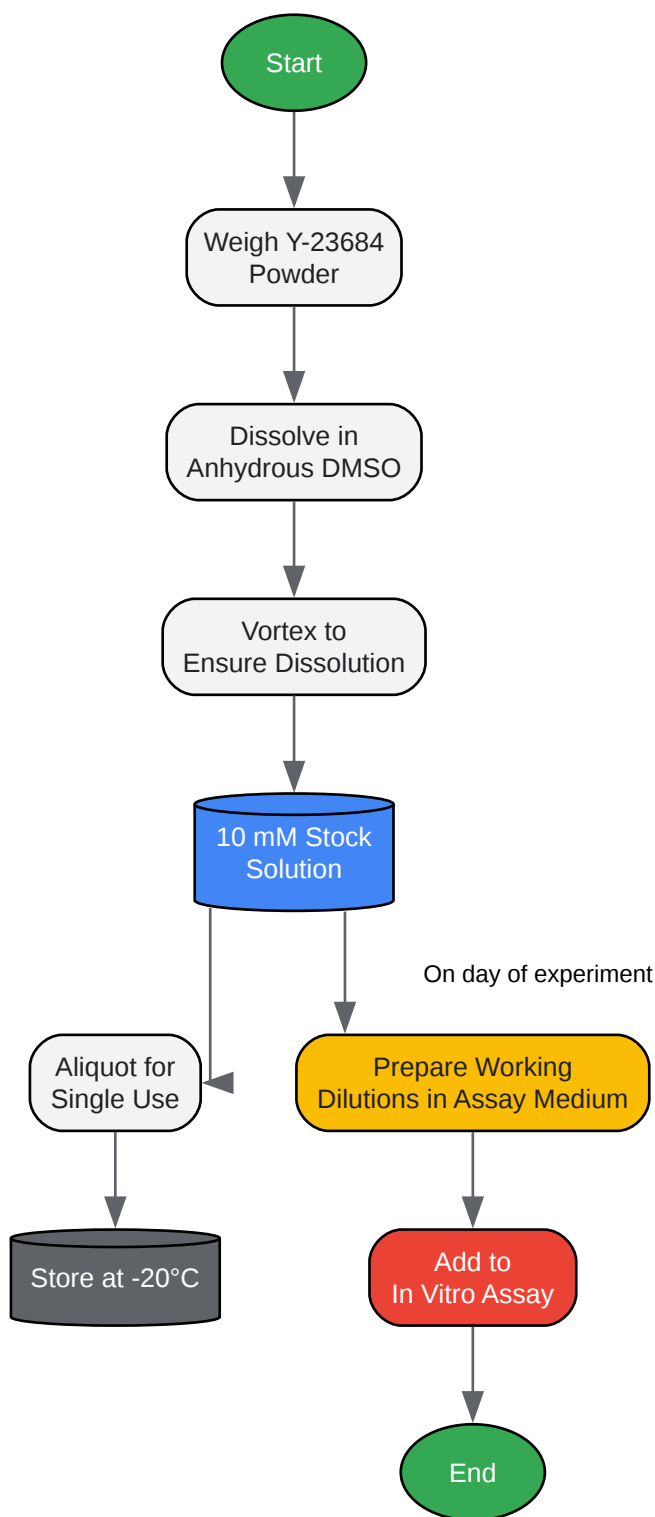 Start
Weigh Y-23684
Powder
Dissolve in
Anhydrous DMSO
Vortex to
Ensure Dissolution
10 mM Stock
Solution
On day of experiment
Aliquot for
Single Use
Prepare Working
Dilutions in Assay Medium
Store at -20°C
Add to
In Vitro Assay
End